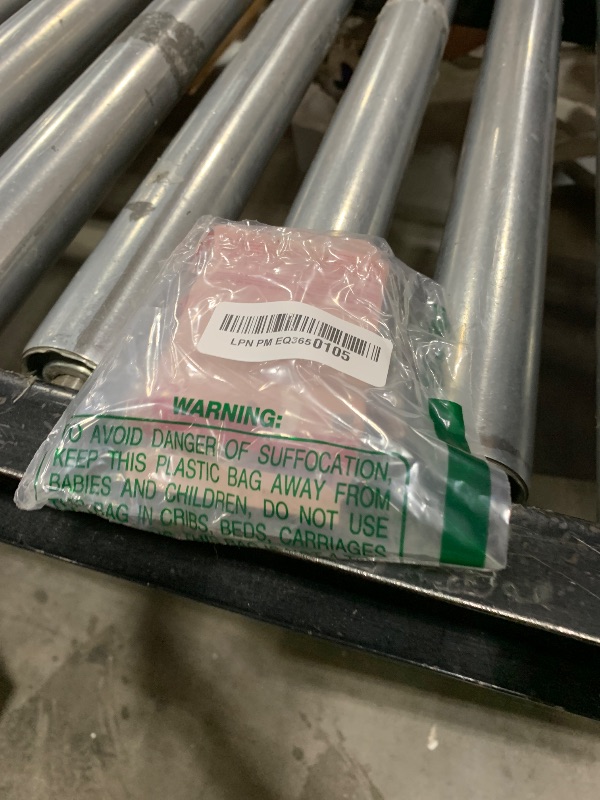 LPN PM EQ3650105
WARNING:
TO AVOID DANGER OF SUFFOCATION,
KEEP THIS PLASTIC BAG AWAY FROM
BABIES AND CHILDREN, DO NOT USE
THIS BAG IN CRIBS, BEDS, CARRIAGES